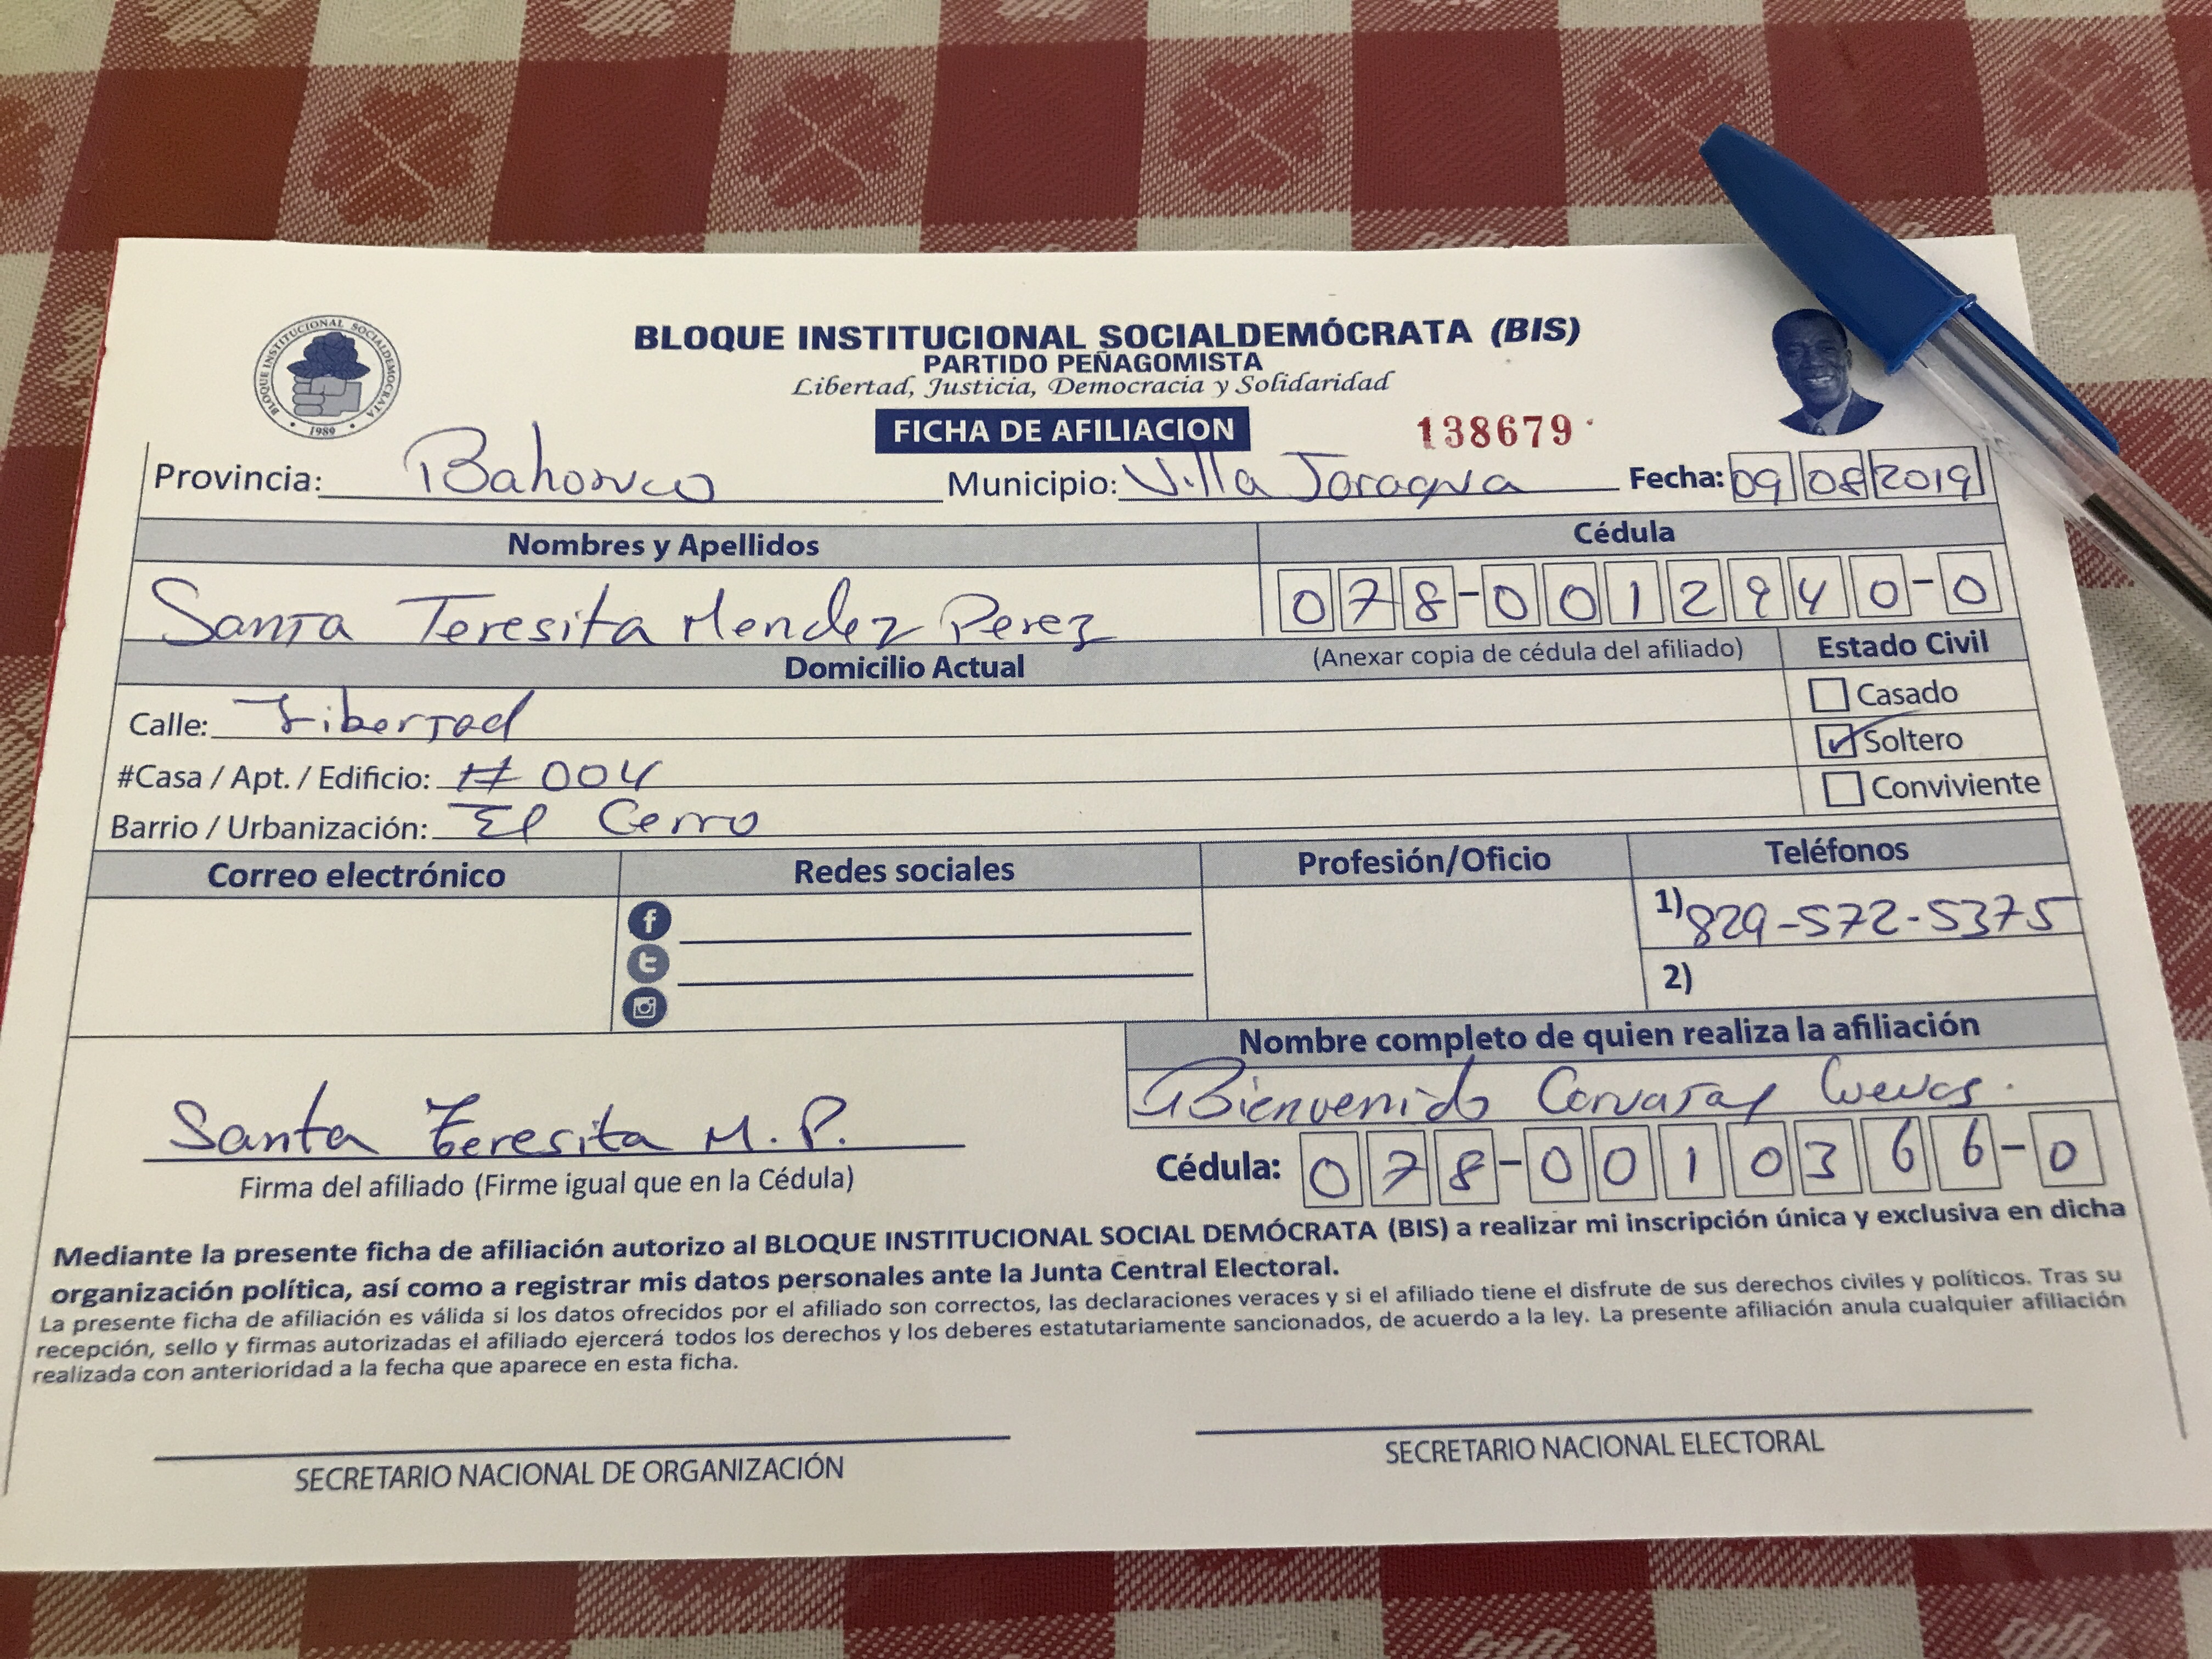 BLOQUE INSTITUCIONAL SOCIALDEMÓCRATA (BIS)
BLOQUE INSTITUCIONAL SOCIALDEMOCRATA
1989
PARTIDO PEÑAGOMISTA
Libertad, Justicia, Democracia y Solidaridad
FICHA DE AFILIACION 138679
Provincia: Bahoruco Municipio: Villa Jaragua Fecha: 09 08 2019
Nombres y Apellidos Cédula
Santa Teresita Mendez Perez 078-0012940-0
Domicilio Actual (Anexar copia de cédula del afiliado) Estado Civil
Casado
Calle: Libertad
Soltero
#Casa / Apt. / Edificio: # 004
Conviviente
Barrio / Urbanización: El Cerro
Correo electrónico Redes sociales Profesión/Oficio Teléfonos
1) 829-572-5375
2)
Nombre completo de quien realiza la afiliación
Bienvenido Carvajal Cuevas.
Santa Teresita M. P.
Cédula: 078-0010366-0
Firma del afiliado (Firme igual que en la Cédula)
Mediante la presente ficha de afiliación autorizo al BLOQUE INSTITUCIONAL SOCIAL DEMÓCRATA (BIS) a realizar mi inscripción única y exclusiva en dicha
organización política, así como a registrar mis datos personales ante la Junta Central Electoral.
La presente ficha de afiliación es válida si los datos ofrecidos por el afiliado son correctos, las declaraciones veraces y si el afiliado tiene el disfrute de sus derechos civiles y políticos. Tras su
recepción, sello y firmas autorizadas el afiliado ejercerá todos los derechos y los deberes estatutariamente sancionados, de acuerdo a la ley. La presente afiliación anula cualquier afiliación
realizada con anterioridad a la fecha que aparece en esta ficha.
SECRETARIO NACIONAL DE ORGANIZACIÓN SECRETARIO NACIONAL ELECTORAL